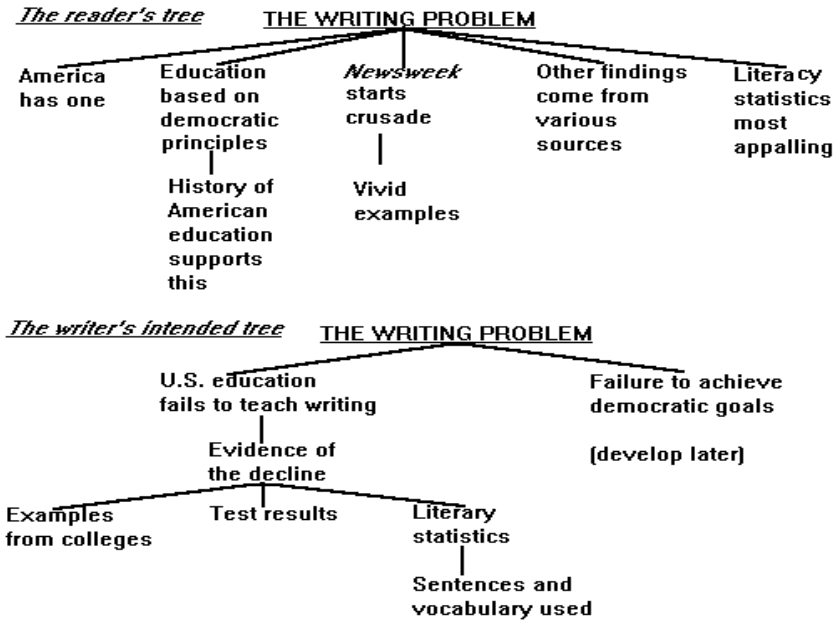 The reader's tree
THE WRITING PROBLEM
America
has one
Education
based on
democratic
principles
History of
American
education
supports
this
Newsweek
starts
crusade
Vivid
examples
Other findings
come from
various
sources
Literacy
statistics
most
appalling
The writer's intended tree
THE WRITING PROBLEM
U.S. education
fails to teach writing
Evidence of
the decline
Examples
from colleges
Test results
Literary
statistics
Sentences and
vocabulary used
Failure to achieve
democratic goals
(develop later)